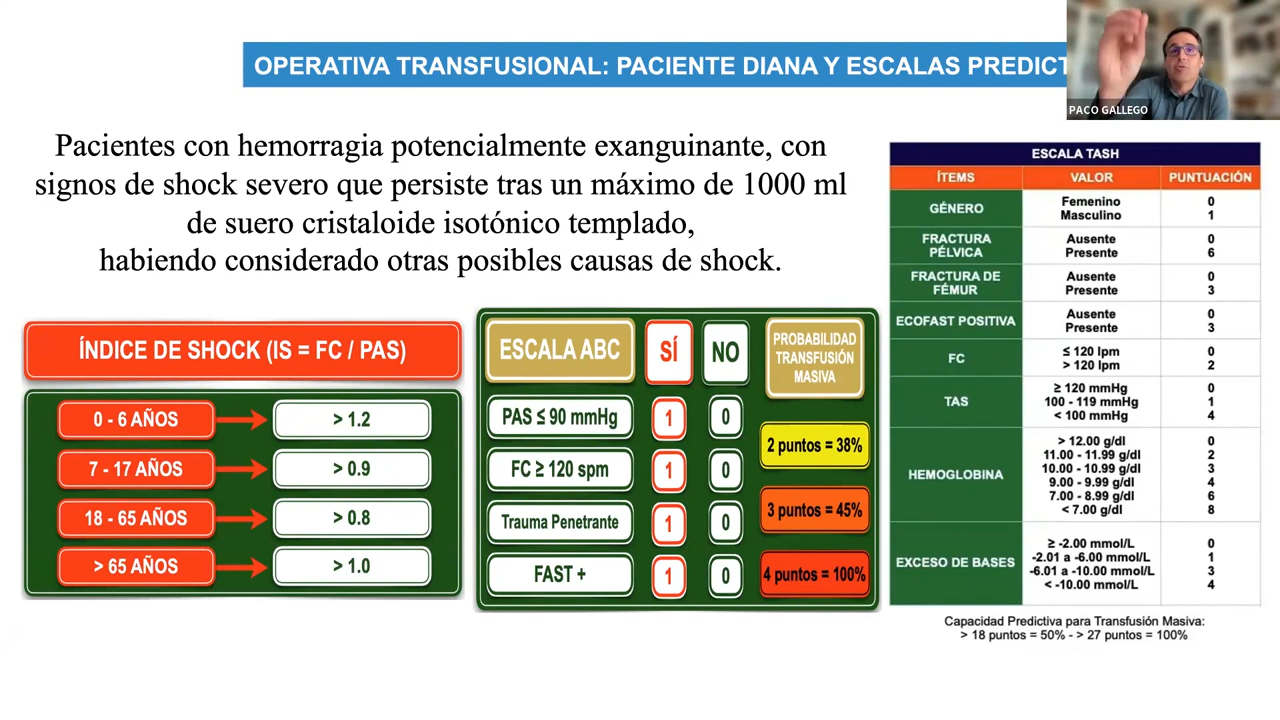 OPERATIVA TRANSFUSIONAL: PACIENTE DIANA Y ESCALAS PREDICT
PACO GALLEGO
Pacientes con hemorragia potencialmente exanguinante, con
signos de shock severo que persiste tras un máximo de 1000 ml
de suero cristaloide isotónico templado,
habiendo considerado otras posibles causas de shock.
ÍNDICE DE SHOCK (IS = FC / PAS)
0 - 6 AÑOS > 1.2
7 - 17 AÑOS > 0.9
18 - 65 AÑOS > 0.8
> 65 AÑOS > 1.0
ESCALA ABC SÍ NO
PAS ≤ 90 mmHg 1 0
FC ≥ 120 spm 1 0
Trauma Penetrante 1 0
FAST + 1 0
PROBABILIDAD
TRANSFUSIÓN
MASIVA
2 puntos = 38%
3 puntos = 45%
4 puntos = 100%
ESCALA TASH
ÍTEMS VALOR PUNTUACIÓN
GÉNERO
Femenino 0
Masculino 1
FRACTURA
PÉLVICA
Ausente 0
Presente 6
FRACTURA DE
FÉMUR
Ausente 0
Presente 3
ECOFAST POSITIVA
Ausente 0
Presente 3
FC
≤ 120 lpm 0
> 120 lpm 2
TAS
≥ 120 mmHg 0
100 - 119 mmHg 1
< 100 mmHg 4
HEMOGLOBINA
> 12.00 g/dl 0
11.00 - 11.99 g/dl 2
10.00 - 10.99 g/dl 3
9.00 - 9.99 g/dl 4
7.00 - 8.99 g/dl 6
< 7.00 g/dl 8
EXCESO DE BASES
≥ -2.00 mmol/L 0
-2.01 a -6.00 mmol/L 1
-6.01 a -10.00 mmol/L 3
< -10.00 mmol/L 4
Capacidad Predictiva para Transfusión Masiva:
> 18 puntos = 50% - > 27 puntos = 100%